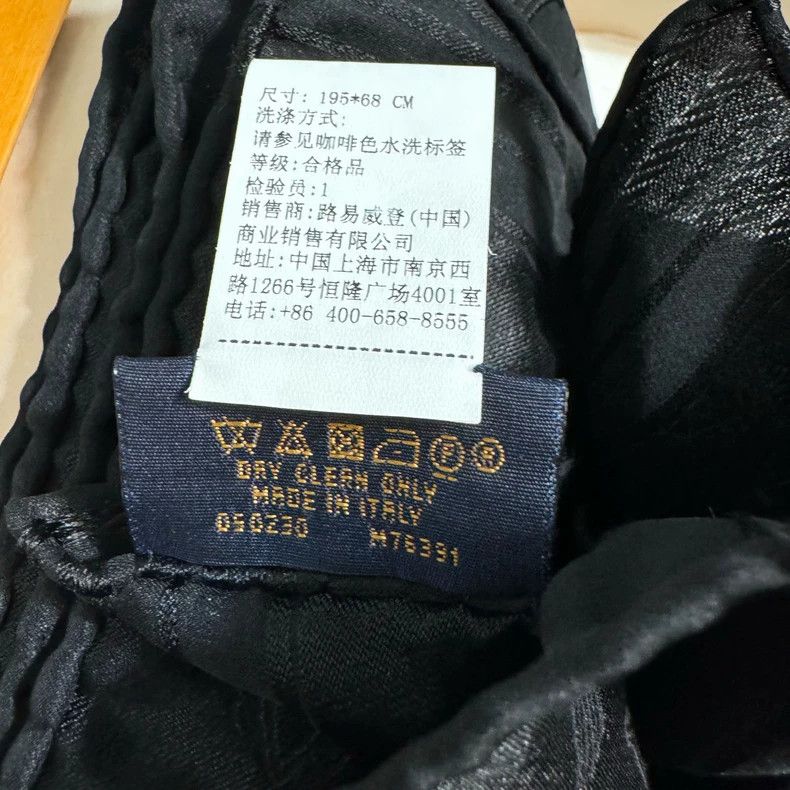 尺寸: 195*68 CM
洗涤方式:
请参见咖啡色水洗标签
等级:合格品
检验员:1
销售商:路易威登(中国)
商业销售有限公司
地址:中国上海市南京西
路1266号恒隆广场4001室
电话:+86 400-658-8555
DRY CLEAN ONLY
MADE IN ITALY
050230 M76391